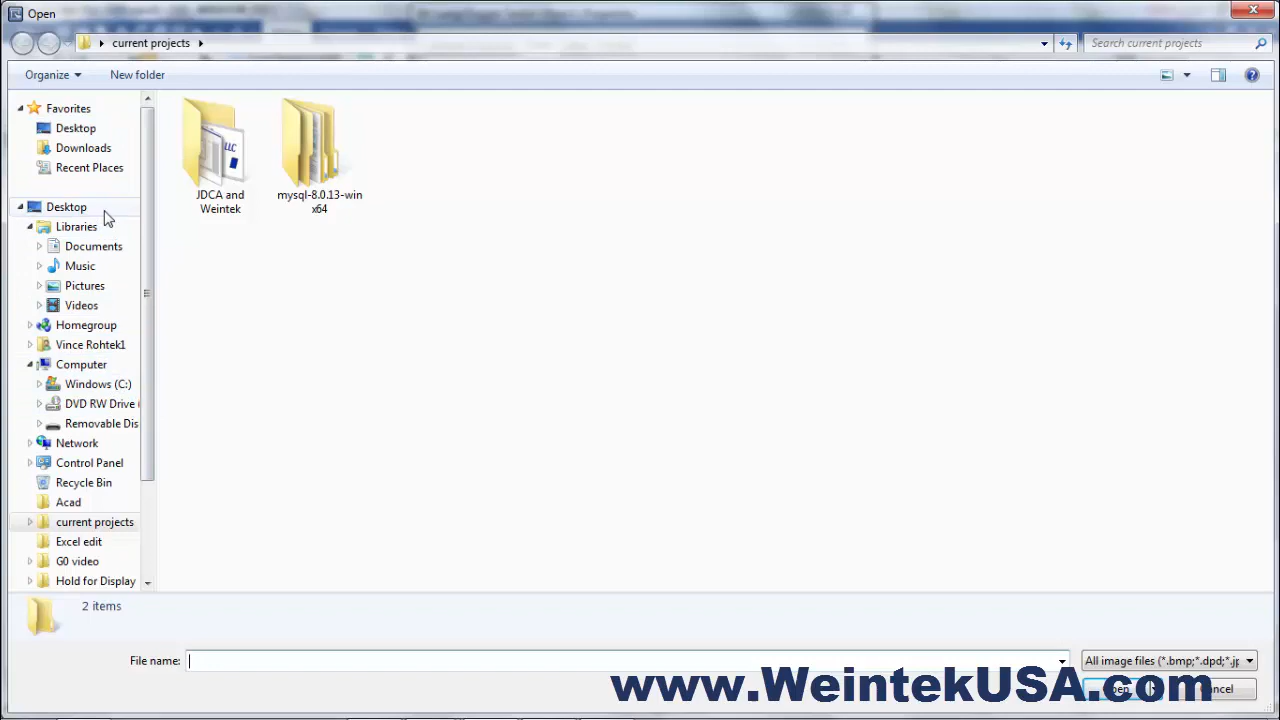 Open
current projects
Search current projects
Organize
New folder
Favorites
Desktop
Downloads
Recent Places
Desktop
Libraries
Documents
Music
Pictures
Videos
Homegroup
Vince Rohtek1
Computer
Windows (C:)
DVD RW Drive (
Removable Dis
Network
Control Panel
Recycle Bin
Acad
current projects
Excel edit
G0 video
Hold for Display
JDCA and
Weintek
mysql-8.0.13-win
x64
2 items
File name:
All image files (*.bmp;*.dpd;*.jp
Open
Cancel
www.WeintekUSA.com